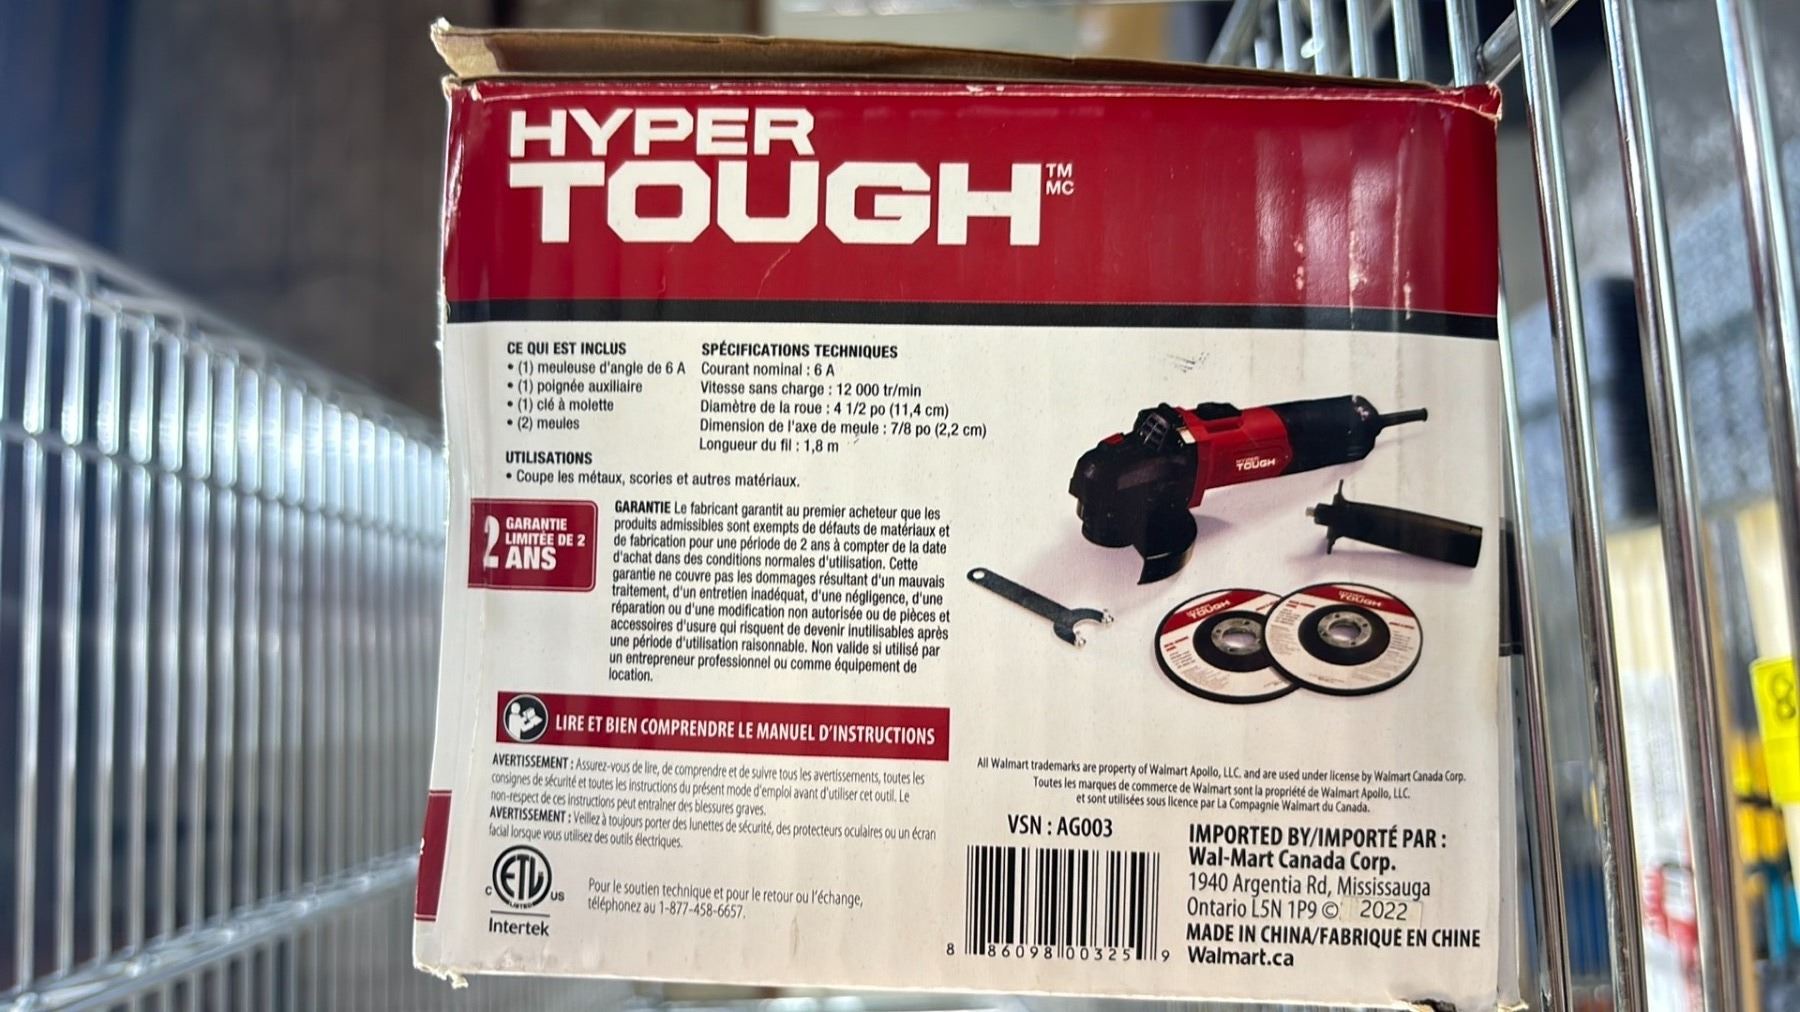 HYPER
TOUGH TM
MC
CE QUI EST INCLUS
• (1) meuleuse d'angle de 6 A
• (1) poignée auxiliaire
• (1) clé à molette
• (2) meules
UTILISATIONS
• Coupe les métaux, scories et autres matériaux.
SPÉCIFICATIONS TECHNIQUES
Courant nominal : 6 A
Vitesse sans charge : 12 000 tr/min
Diamètre de la roue : 4 1/2 po (11,4 cm)
Dimension de l'axe de meule : 7/8 po (2,2 cm)
Longueur du fil : 1,8 m
2 GARANTIE
LIMITÉE DE 2
ANS
GARANTIE Le fabricant garantit au premier acheteur que les
produits admissibles sont exempts de défauts de matériaux et
de fabrication pour une période de 2 ans à compter de la date
d'achat dans des conditions normales d'utilisation. Cette
garantie ne couvre pas les dommages résultant d'un mauvais
traitement, d'un entretien inadéquat, d'une négligence, d'une
réparation ou d'une modification non autorisée ou de pièces et
accessoires d'usure qui risquent de devenir inutilisables après
une période d'utilisation raisonnable. Non valide si utilisé par
un entrepreneur professionnel ou comme équipement de
location.
LIRE ET BIEN COMPRENDRE LE MANUEL D'INSTRUCTIONS
AVERTISSEMENT : Assurez-vous de lire, de comprendre et de suivre tous les avertissements, toutes les
consignes de sécurité et toutes les instructions du présent mode d'emploi avant d'utiliser cet outil. Le
non-respect de ces instructions peut entraîner des blessures graves.
AVERTISSEMENT : Veillez à toujours porter des lunettes de sécurité, des protecteurs oculaires ou un écran
facial lorsque vous utilisez des outils électriques.
C ETL US
LISTED
Intertek
Pour le soutien technique et pour le retour ou l'échange,
téléphonez au 1-877-458-6657.
HYPER
TOUGH
TOUGH
TOUGH
All Walmart trademarks are property of Walmart Apollo, LLC. and are used under license by Walmart Canada Corp.
Toutes les marques de commerce de Walmart sont la propriété de Walmart Apollo, LLC.
et sont utilisées sous licence par La Compagnie Walmart du Canada.
VSN : AG003
8 86098 00325 9
IMPORTED BY/IMPORTÉ PAR :
Wal-Mart Canada Corp.
1940 Argentia Rd, Mississauga
Ontario L5N 1P9 © 2022
MADE IN CHINA/FABRIQUÉ EN CHINE
Walmart.ca
8